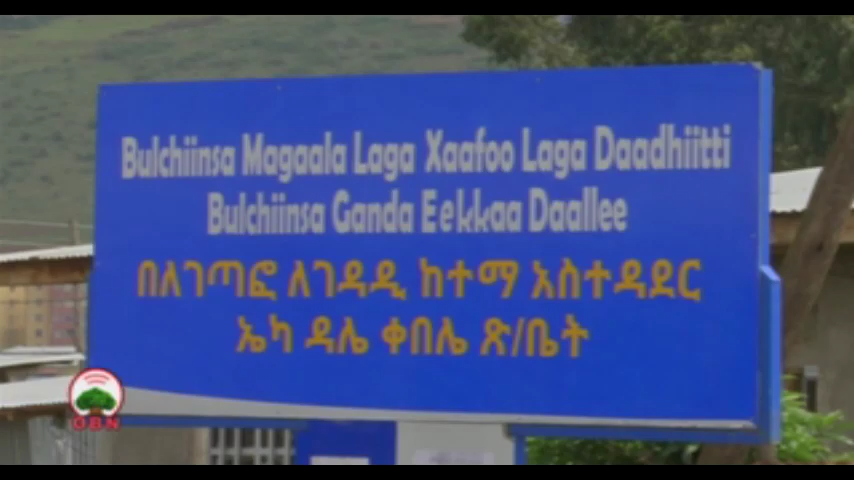 Bulchiinsa Magaala Laga Xaafoo Laga Daadhiitti
Bulchiinsa Ganda Eekkaa Daallee
በለገጣፎ ለገዳዲ ከተማ አስተዳደር
ኤካ ዳሌ ቀበሌ ጽ/ቤት
OBN